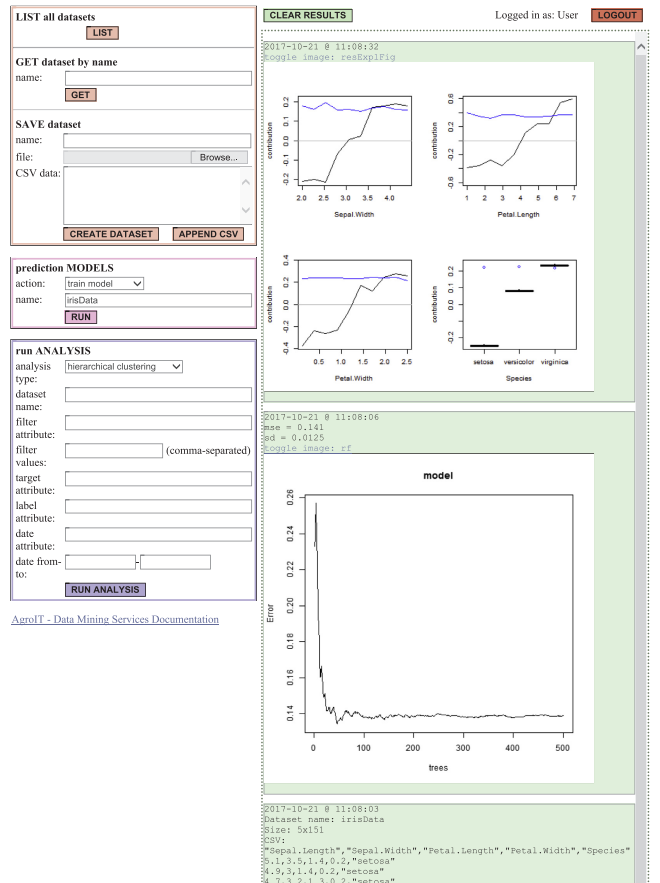 LIST all datasets
LIST
GET dataset by name
name:
GET
SAVE dataset
name:
file:
Browse...
CSV data:
CREATE DATASET
APPEND CSV
prediction MODELS
action:
train model
name:
irisData
RUN
run ANALYSIS
analysis
type:
hierarchical clustering
dataset
name:
filter
attribute:
filter
values:
(comma-separated)
target
attribute:
label
attribute:
date
attribute:
date from-
to:
-
RUN ANALYSIS
AgroIT - Data Mining Services Documentation
CLEAR RESULTS
Logged in as: User
LOGOUT
2017-10-21 @ 11:08:32
toggle image: resExplFig
contribution
-0.2 -0.1 0.0 0.1 0.2
2.0 2.5 3.0 3.5 4.0
Sepal.Width
contribution
-0.6 -0.2 0.2 0.6
1 2 3 4 5 6 7
Petal.Length
contribution
-0.4 -0.2 0.0 0.2 0.4
0.5 1.0 1.5 2.0 2.5
Petal.Width
contribution
-0.2 0.0 0.1 0.2
setosa versicolor virginica
Species
2017-10-21 @ 11:08:06
mse = 0.141
sd = 0.0125
toggle image: rf
model
Error
0.14 0.16 0.18 0.20 0.22 0.24 0.26
0 100 200 300 400 500
trees
2017-10-21 @ 11:08:03
Dataset name: irisData
Size: 5x151
CSV:
"Sepal.Length","Sepal.Width","Petal.Length","Petal.Width","Species"
5.1,3.5,1.4,0.2,"setosa"
4.9,3,1.4,0.2,"setosa"